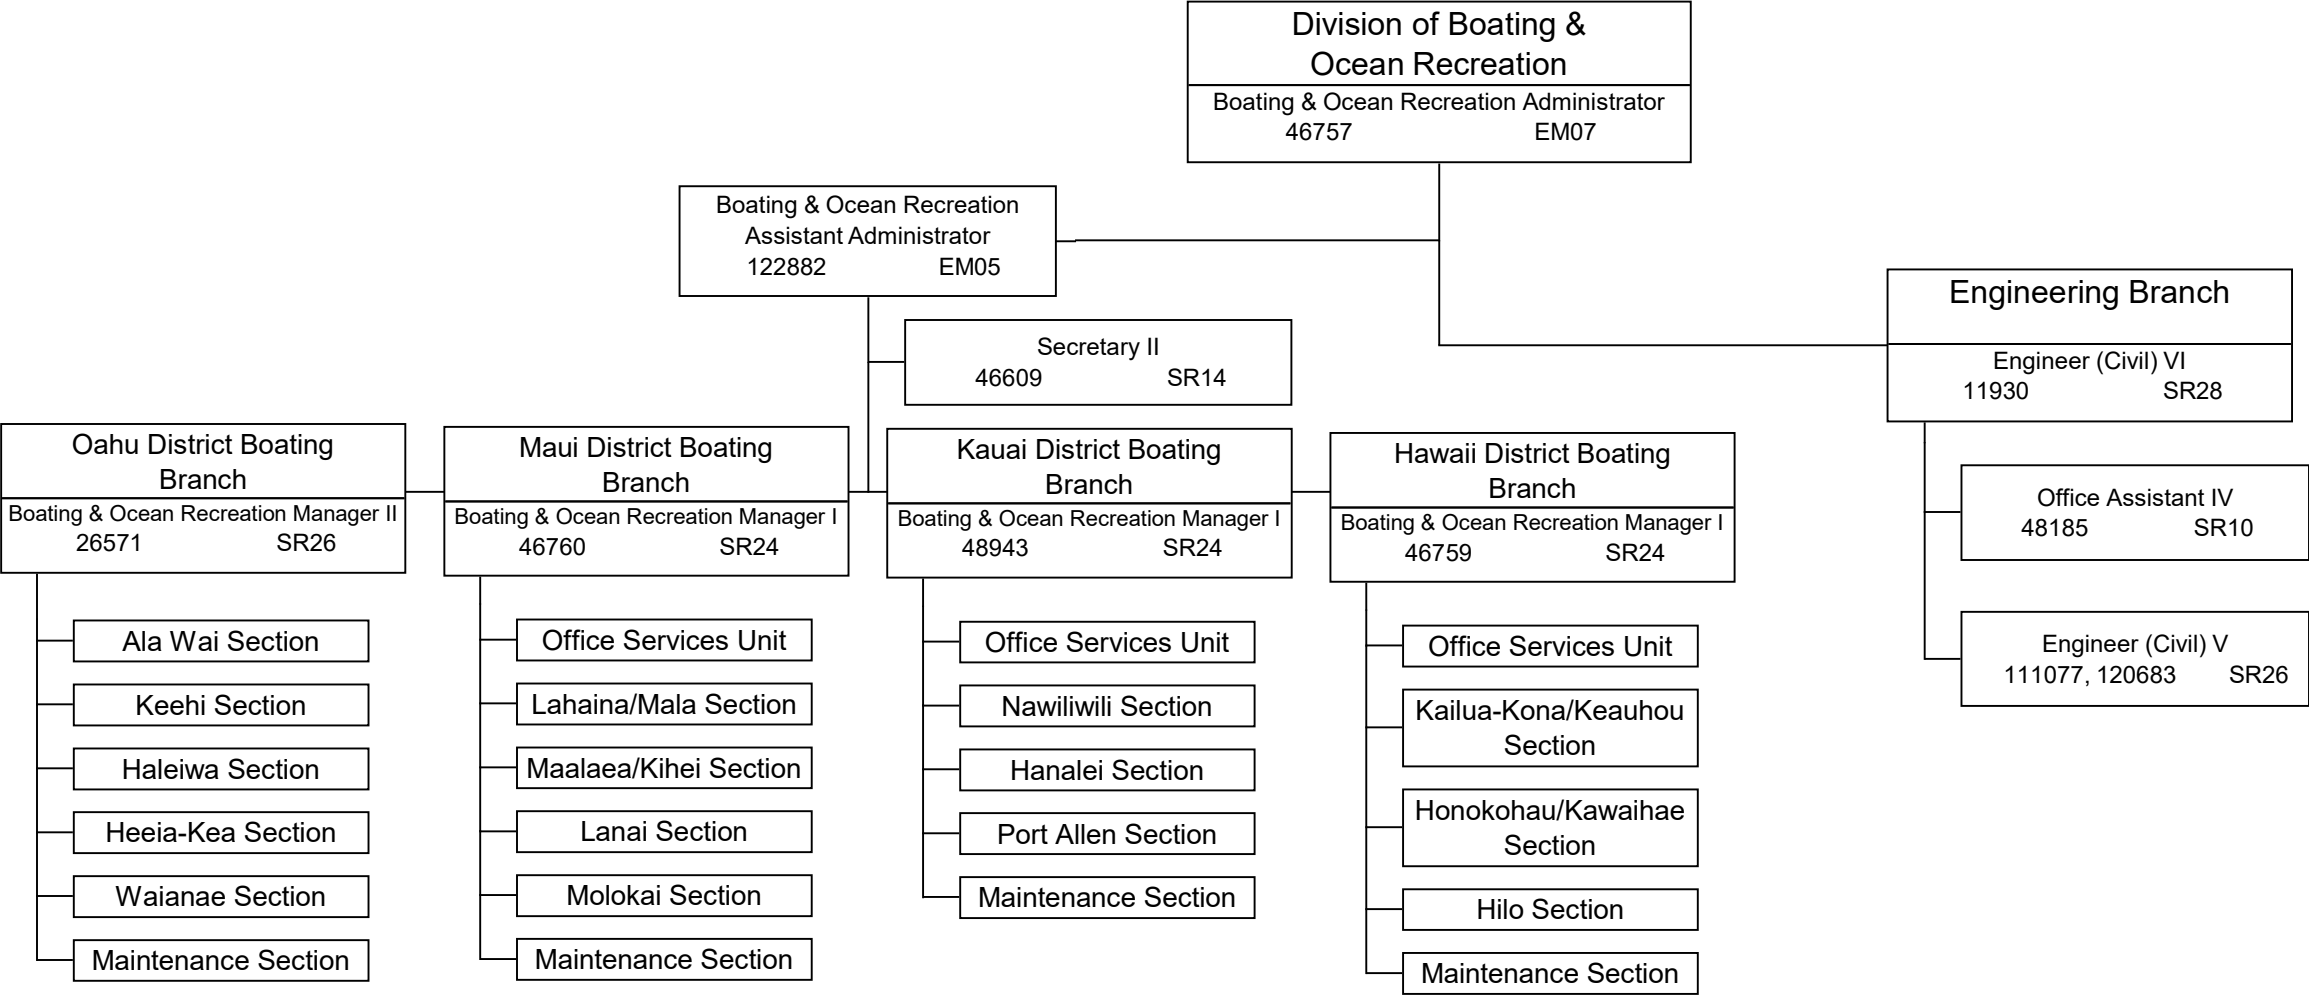 Division of Boating &
Ocean Recreation
Boating & Ocean Recreation Administrator
46757 EM07
Boating & Ocean Recreation
Assistant Administrator
122882 EM05
Secretary II
46609 SR14
Engineering Branch
Engineer (Civil) VI
11930 SR28
Office Assistant IV
48185 SR10
Engineer (Civil) V
111077, 120683 SR26
Oahu District Boating
Branch
Boating & Ocean Recreation Manager II
26571 SR26
Ala Wai Section
Keehi Section
Haleiwa Section
Heeia-Kea Section
Waianae Section
Maintenance Section
Maui District Boating
Branch
Boating & Ocean Recreation Manager I
46760 SR24
Office Services Unit
Lahaina/Mala Section
Maalaea/Kihei Section
Lanai Section
Molokai Section
Maintenance Section
Kauai District Boating
Branch
Boating & Ocean Recreation Manager I
48943 SR24
Office Services Unit
Nawiliwili Section
Hanalei Section
Port Allen Section
Maintenance Section
Hawaii District Boating
Branch
Boating & Ocean Recreation Manager I
46759 SR24
Office Services Unit
Kailua-Kona/Keauhou
Section
Honokohau/Kawaihae
Section
Hilo Section
Maintenance Section